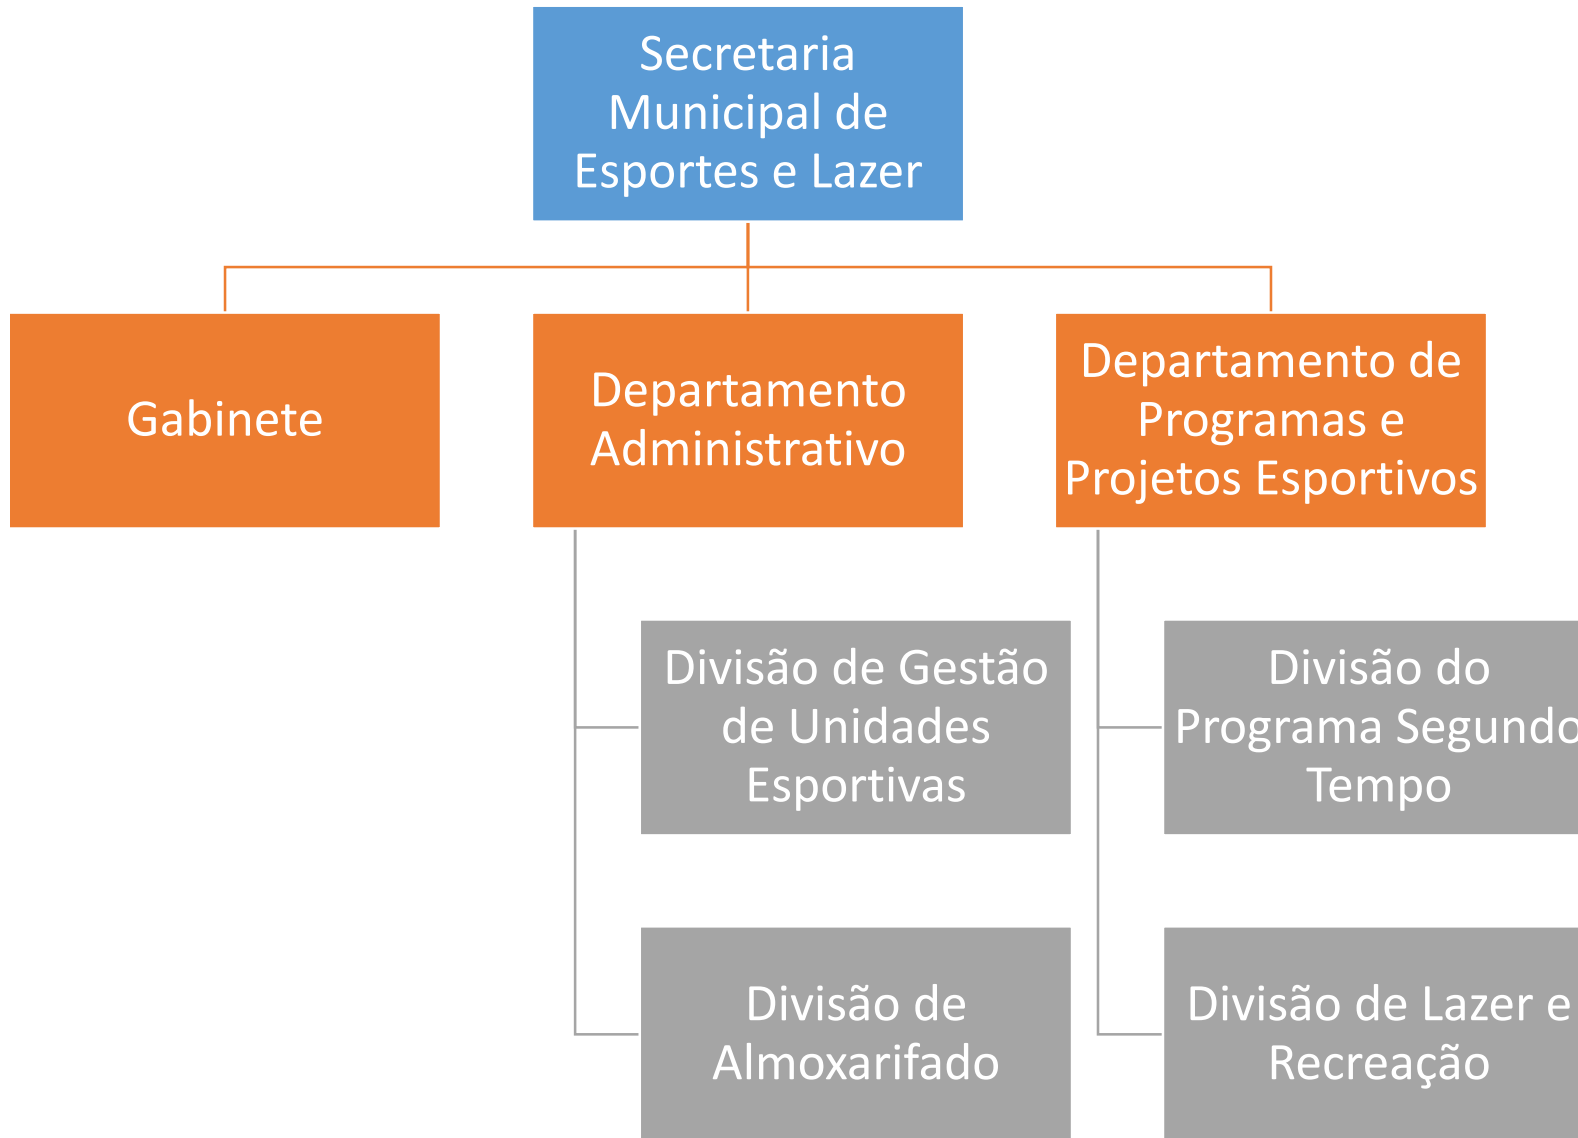 Secretaria
Municipal de
Esportes e Lazer
Gabinete
Departamento
Administrativo
Departamento de
Programas e
Projetos Esportivos
Divisão de Gestão
de Unidades
Esportivas
Divisão do
Programa Segundo
Tempo
Divisão de
Almoxarifado
Divisão de Lazer e
Recreação